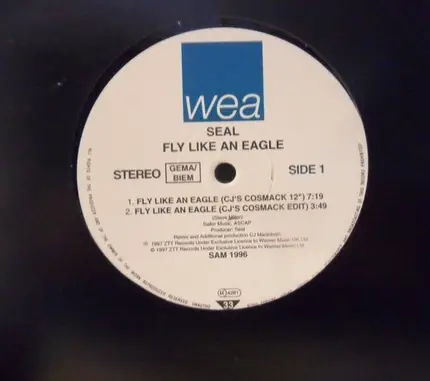 wea
SEAL
FLY LIKE AN EAGLE
STEREO GEMA/ BIEM SIDE 1
1. FLY LIKE AN EAGLE (CJ'S COSMACK 12") 7:19
2. FLY LIKE AN EAGLE (CJ'S COSMACK EDIT) 3:49
(Steve Miller)
Sailor Music, ASCAP
Producer: Seal
Remix and Additional production CJ Mackintosh
℗ 1997 ZTT Records Under Exclusive Licence to Warner Music UK Ltd
© 1997 ZTT Records Under Exclusive Licence to Warner Music UK Ltd
SAM 1996
33